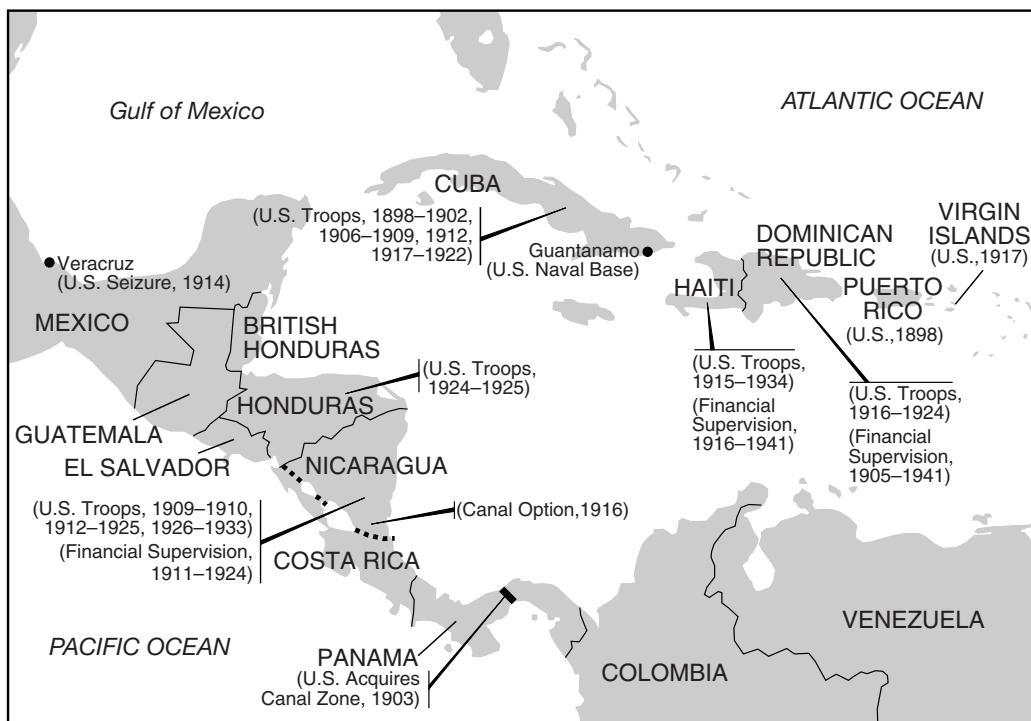 Gulf of Mexico
ATLANTIC OCEAN
CUBA
(U.S. Troops, 1898–1902,
1906–1909, 1912,
1917–1922)
Guantanamo
(U.S. Naval Base)
VIRGIN
ISLANDS
(U.S.,1917)
DOMINICAN
REPUBLIC
HAITI
PUERTO
RICO
(U.S.,1898)
Veracruz
(U.S. Seizure, 1914)
MEXICO
BRITISH
HONDURAS
(U.S. Troops,
1924–1925)
(U.S. Troops,
1915–1934)
(Financial
Supervision,
1916–1941)
(U.S. Troops,
1916–1924)
(Financial
Supervision,
1905–1941)
HONDURAS
GUATEMALA
EL SALVADOR
NICARAGUA
(U.S. Troops, 1909–1910,
1912–1925, 1926–1933)
(Financial Supervision,
1911–1924)
(Canal Option,1916)
COSTA RICA
PACIFIC OCEAN
PANAMA
(U.S. Acquires
Canal Zone, 1903)
COLOMBIA
VENEZUELA